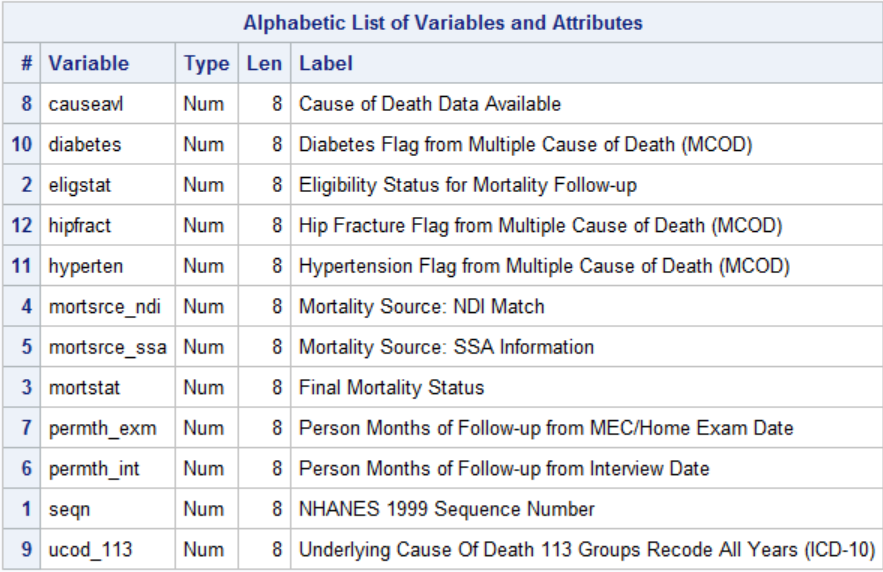 Alphabetic List of Variables and Attributes
# Variable Type Len Label
8 causeavl Num 8 Cause of Death Data Available
10 diabetes Num 8 Diabetes Flag from Multiple Cause of Death (MCOD)
2 eligstat Num 8 Eligibility Status for Mortality Follow-up
12 hipfract Num 8 Hip Fracture Flag from Multiple Cause of Death (MCOD)
11 hyperten Num 8 Hypertension Flag from Multiple Cause of Death (MCOD)
4 mortsrce_ndi Num 8 Mortality Source: NDI Match
5 mortsrce_ssa Num 8 Mortality Source: SSA Information
3 mortstat Num 8 Final Mortality Status
7 permth_exm Num 8 Person Months of Follow-up from MEC/Home Exam Date
6 permth_int Num 8 Person Months of Follow-up from Interview Date
1 seqn Num 8 NHANES 1999 Sequence Number
9 ucod_113 Num 8 Underlying Cause Of Death 113 Groups Recode All Years (ICD-10)